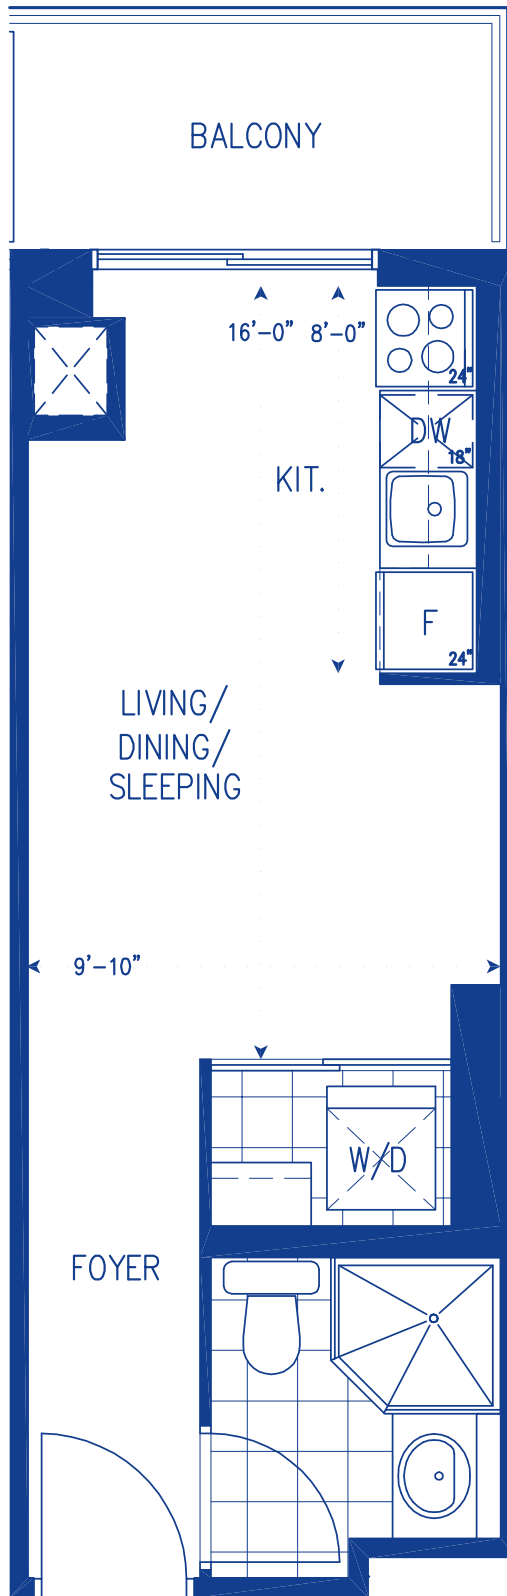 BALCONY
16'-0" 8'-0"
24"
DW
18"
KIT.
F
24"
LIVING/
DINING/
SLEEPING
9'-10"
W/D
FOYER